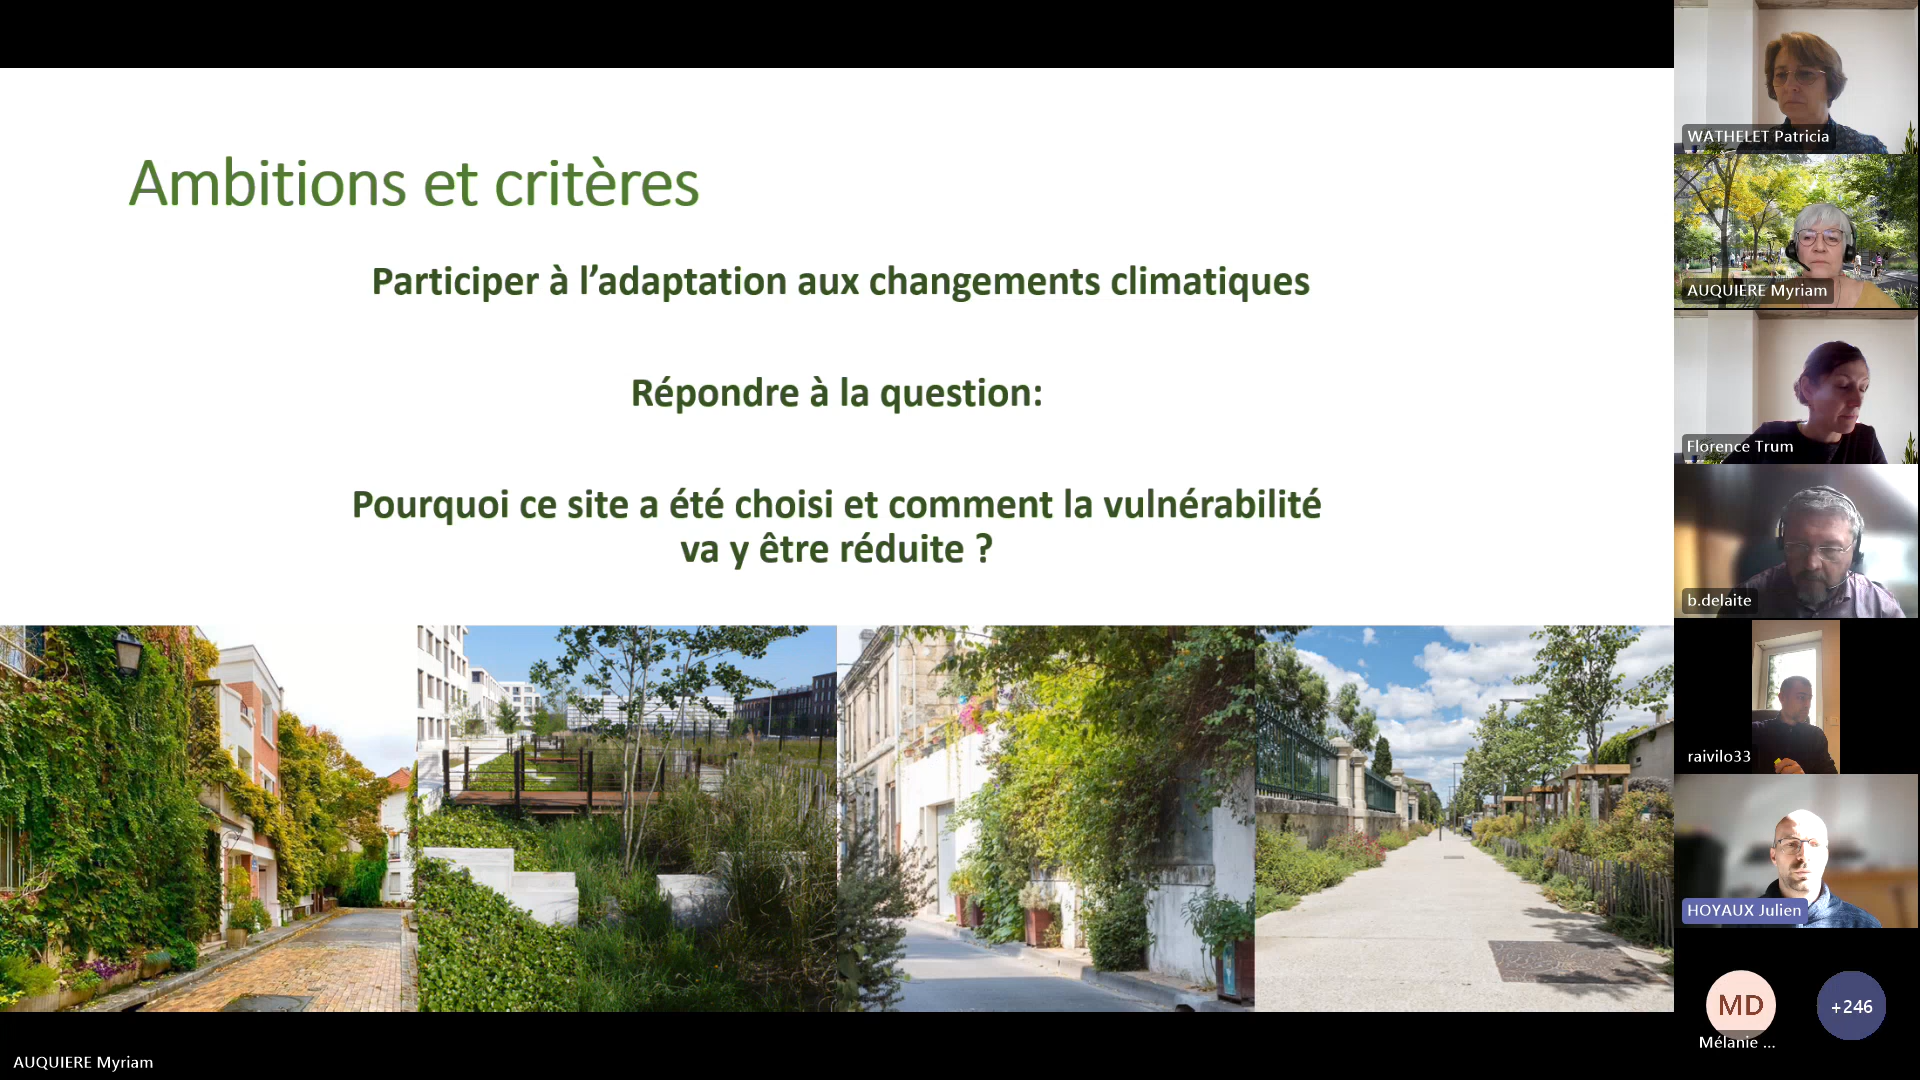 Ambitions et critères
Participer à l’adaptation aux changements climatiques
Répondre à la question:
Pourquoi ce site a été choisi et comment la vulnérabilité
va y être réduite ?
WATHELET Patricia
AUQUIERE Myriam
Florence Trum
b.delaite
raivilo33
HOYAUX Julien
MD
+246
Mélanie ...
AUQUIERE Myriam